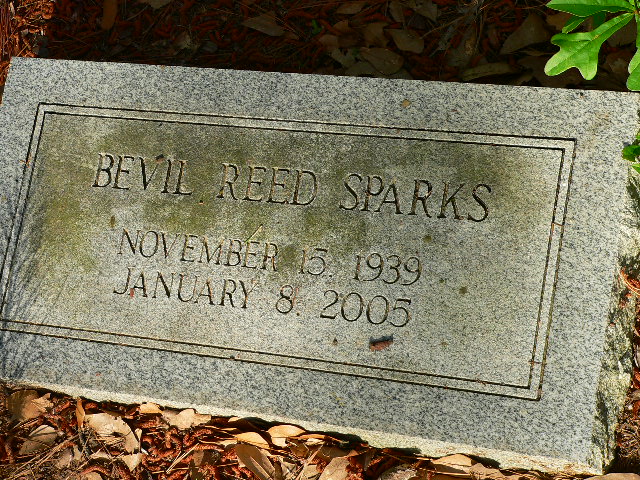 BEVIL REED SPARKS
NOVEMBER 15. 1939
JANUARY 8. 2005